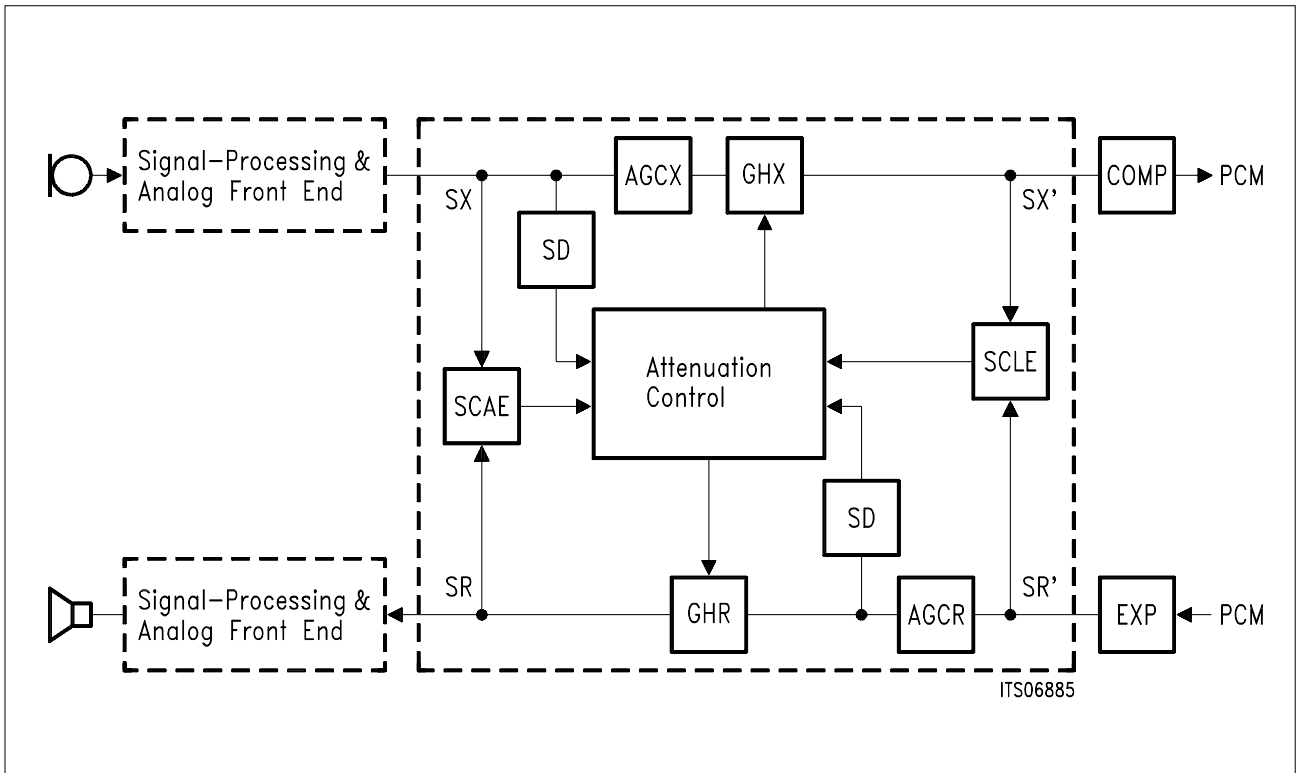 Signal-Processing &
Analog Front End
SX
AGCX
GHX
SX’
COMP
PCM
SD
Attenuation
Control
SCAE
SCLE
SD
Signal-Processing &
Analog Front End
SR
GHR
AGCR
SR’
EXP
PCM
ITS06885